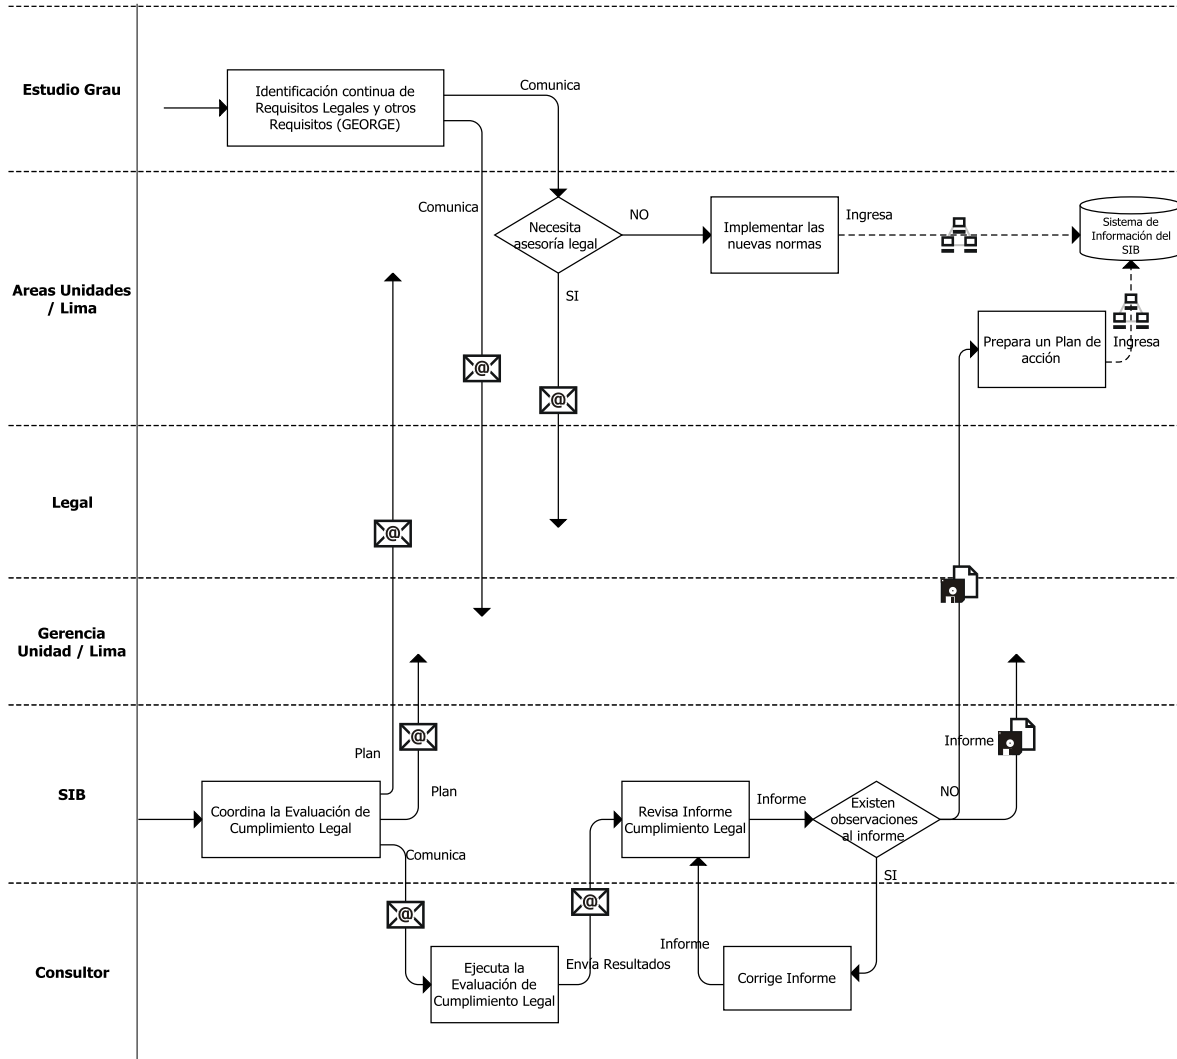 Estudio Grau
Identificación continua de
Requisitos Legales y otros
Requisitos (GEORGE)
Comunica
Comunica
Areas Unidades
/ Lima
Necesita
asesoría legal
NO
SI
Implementar las
nuevas normas
Ingresa
Sistema de
Información del
SIB
Prepara un Plan de
acción
Ingresa
@
@
Legal
@
Gerencia
Unidad / Lima
SIB
Coordina la Evaluación de
Cumplimiento Legal
Plan
@
Plan
Comunica
Revisa Informe
Cumplimiento Legal
Informe
Existen
observaciones
al informe
NO
Informe
SI
Consultor
@
Ejecuta la
Evaluación de
Cumplimiento Legal
Envía Resultados
@
Informe
Corrige Informe